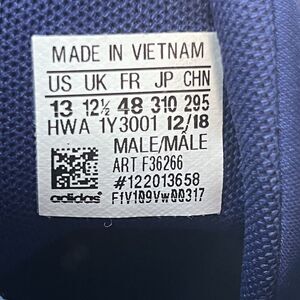 MADE IN VIETNAM
US UK FR JP CHN
13 12½ 48 310 295
HWA 1Y3001 12/18
MALE/MALE
ART F36266
#122013658
adidas FfV109Vw00317